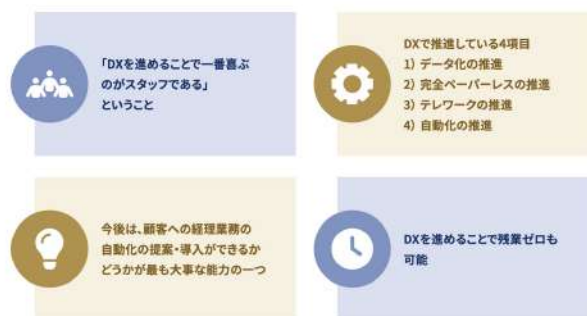 「DXを進めることで一番喜ぶ
のがスタッフである」
ということ
DXで推進している4項目
1) データ化の推進
2) 完全ペーパーレスの推進
3) テレワークの推進
4) 自動化の推進
今後は、顧客への経理業務の
自動化の提案・導入ができるか
どうかが最も大事な能力の一つ
DXを進めることで残業ゼロも
可能